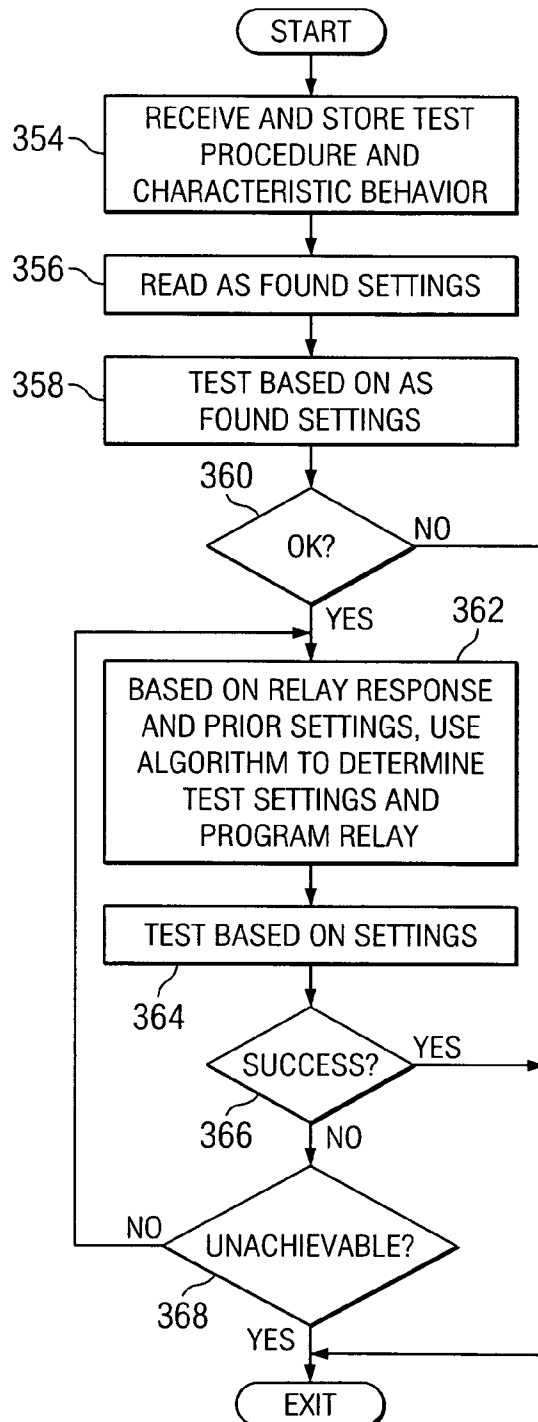 START
354
RECEIVE AND STORE TEST
PROCEDURE AND
CHARACTERISTIC BEHAVIOR
356
READ AS FOUND SETTINGS
358
TEST BASED ON AS
FOUND SETTINGS
360
OK?
NO
YES
362
BASED ON RELAY RESPONSE
AND PRIOR SETTINGS, USE
ALGORITHM TO DETERMINE
TEST SETTINGS AND
PROGRAM RELAY
TEST BASED ON SETTINGS
364
SUCCESS?
YES
366
NO
NO
UNACHIEVABLE?
368
YES
EXIT